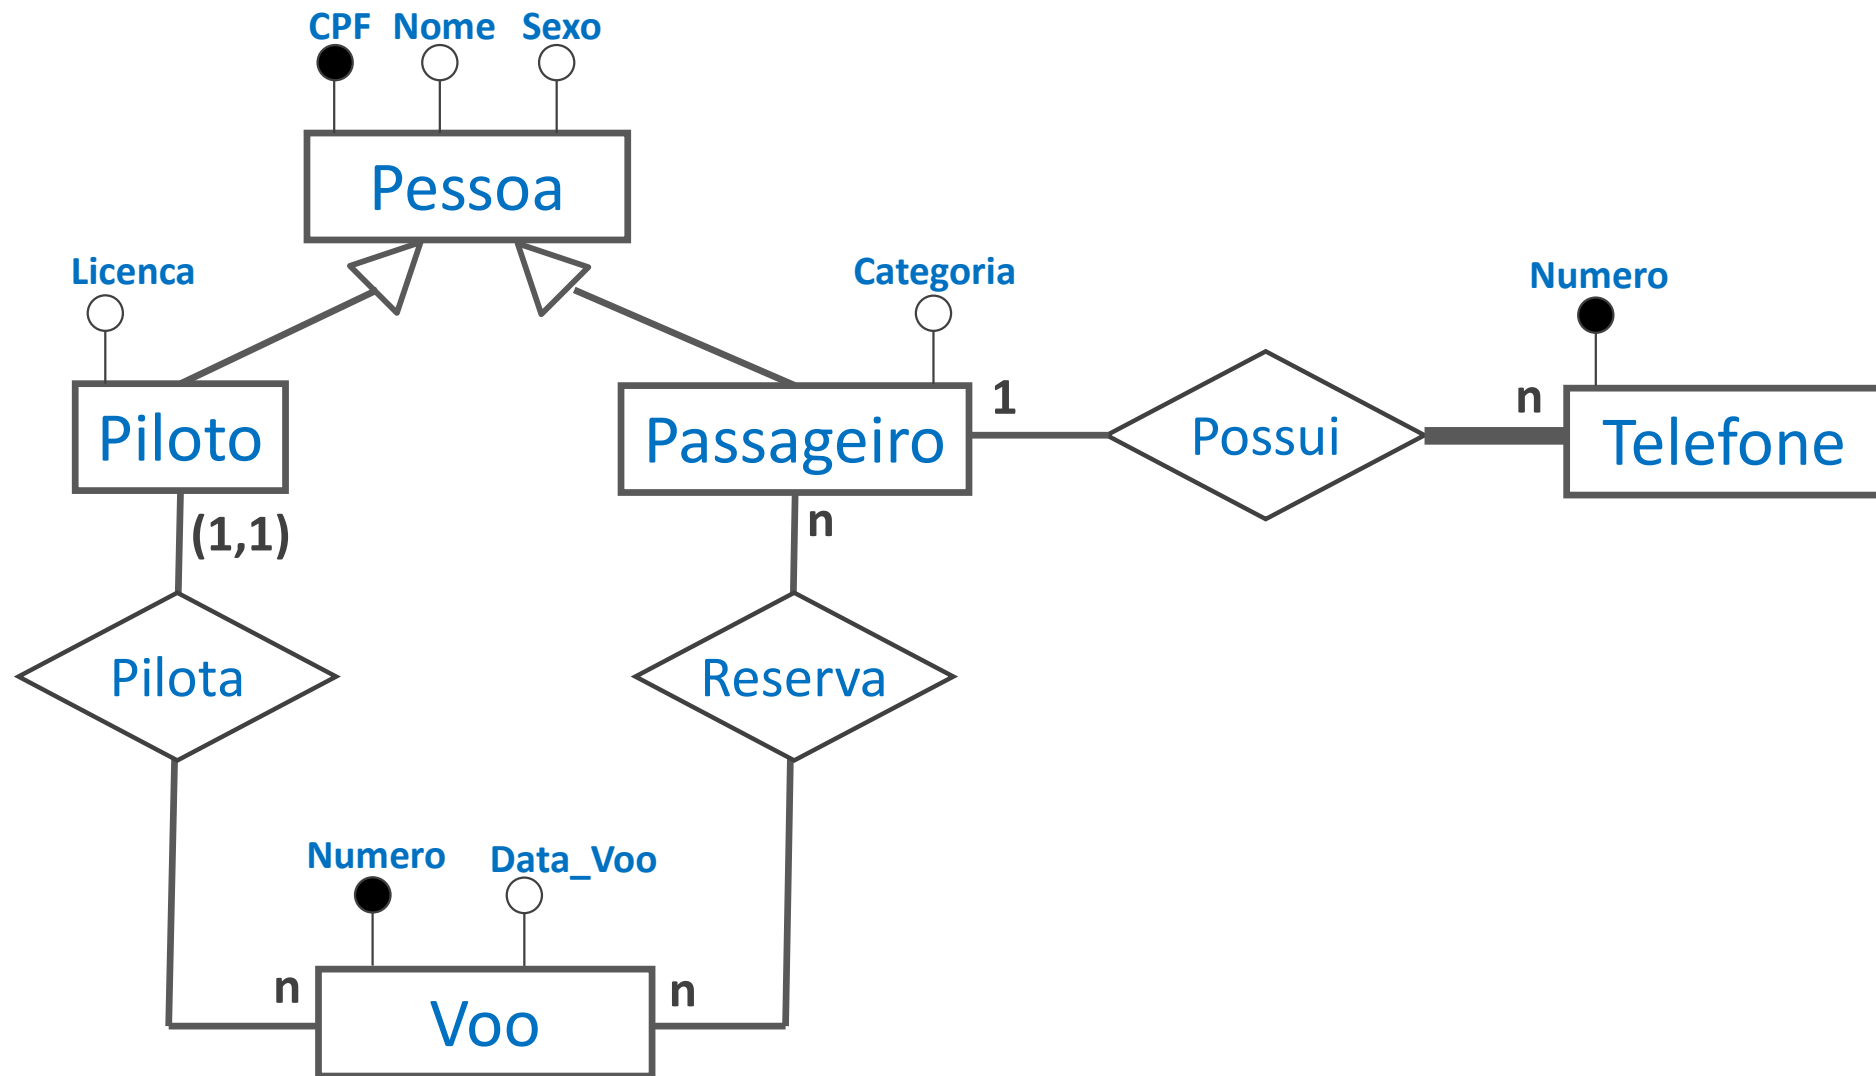 CPF Nome Sexo
Pessoa
Licenca
Categoria
Numero
Piloto
Passageiro
1
Possui
n
Telefone
(1,1)
n
Pilota
Reserva
Numero
Data_Voo
n
Voo
n